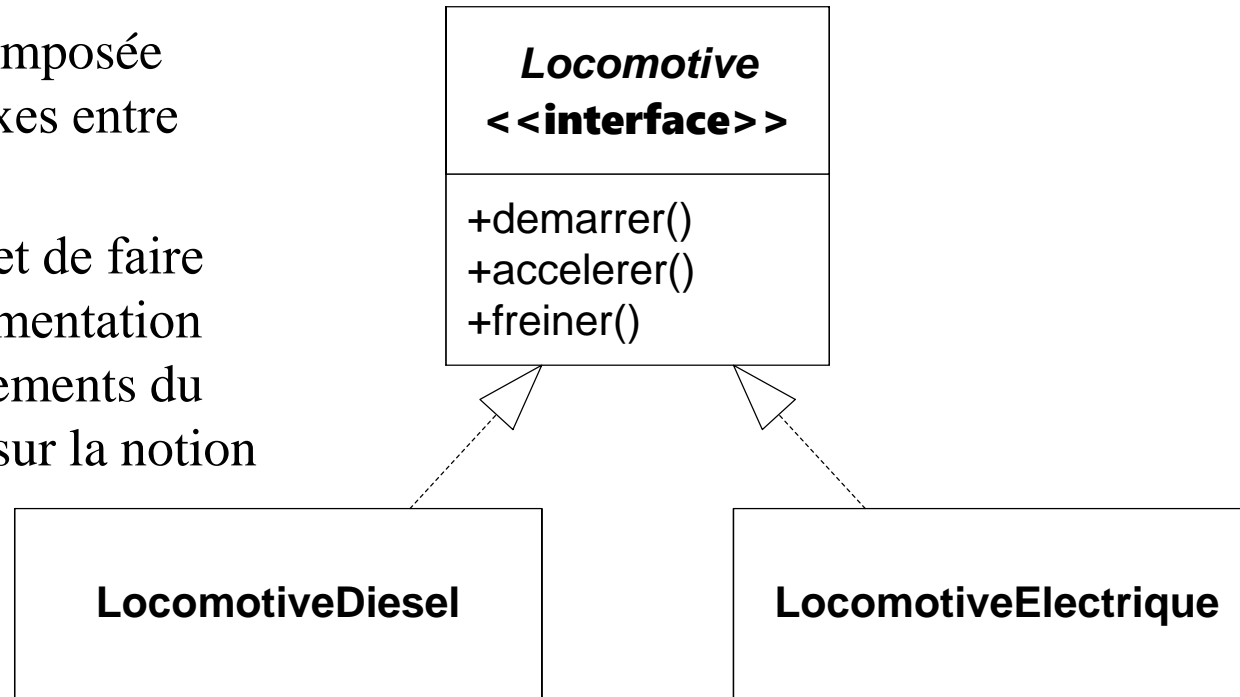 mposée
xes entre
et de faire
mentation
ements du
sur la notion
Locomotive
<<interface>>
+demarrer()
+accelerer()
+freiner()
LocomotiveDiesel
LocomotiveElectrique